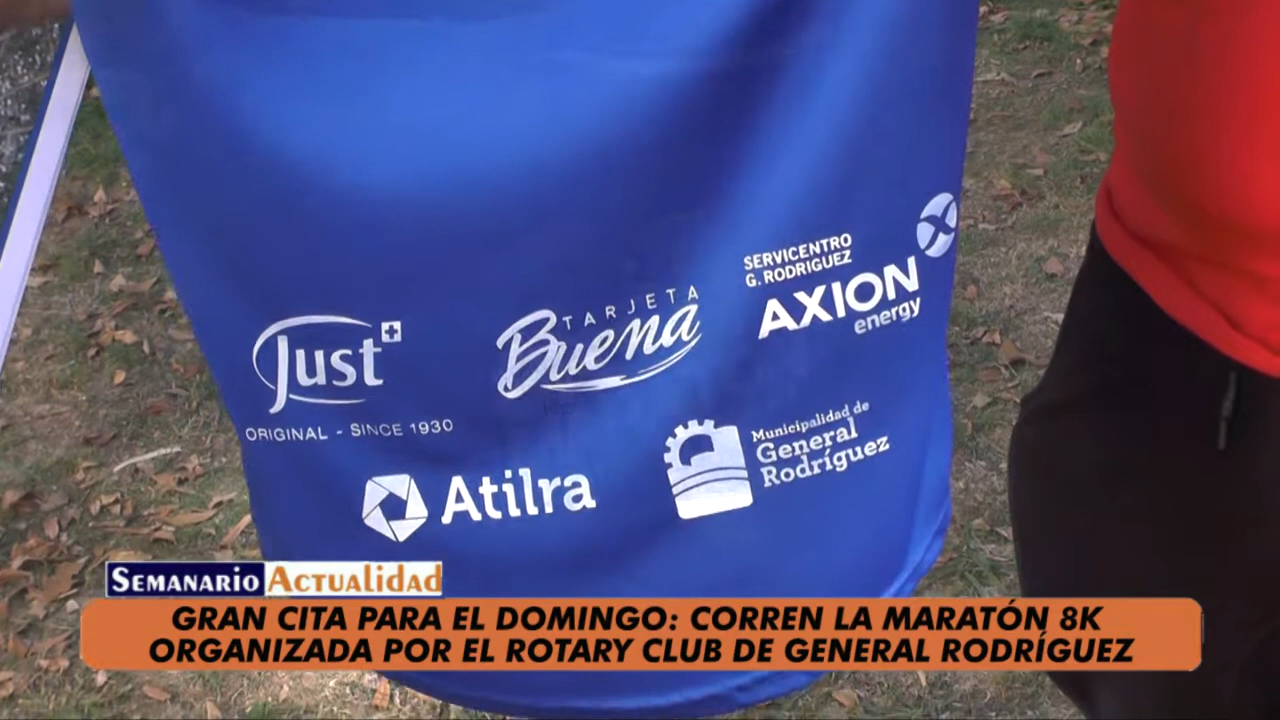 SERVICENTRO
G. RODRIGUEZ
AXION
energy
TARJETA
Buena
Just
ORIGINAL - SINCE 1930
Municipalidad de
General
Rodríguez
Atilra
SEMANARIO ACTUALIDAD
GRAN CITA PARA EL DOMINGO: CORREN LA MARATÓN 8K
ORGANIZADA POR EL ROTARY CLUB DE GENERAL RODRÍGUEZ